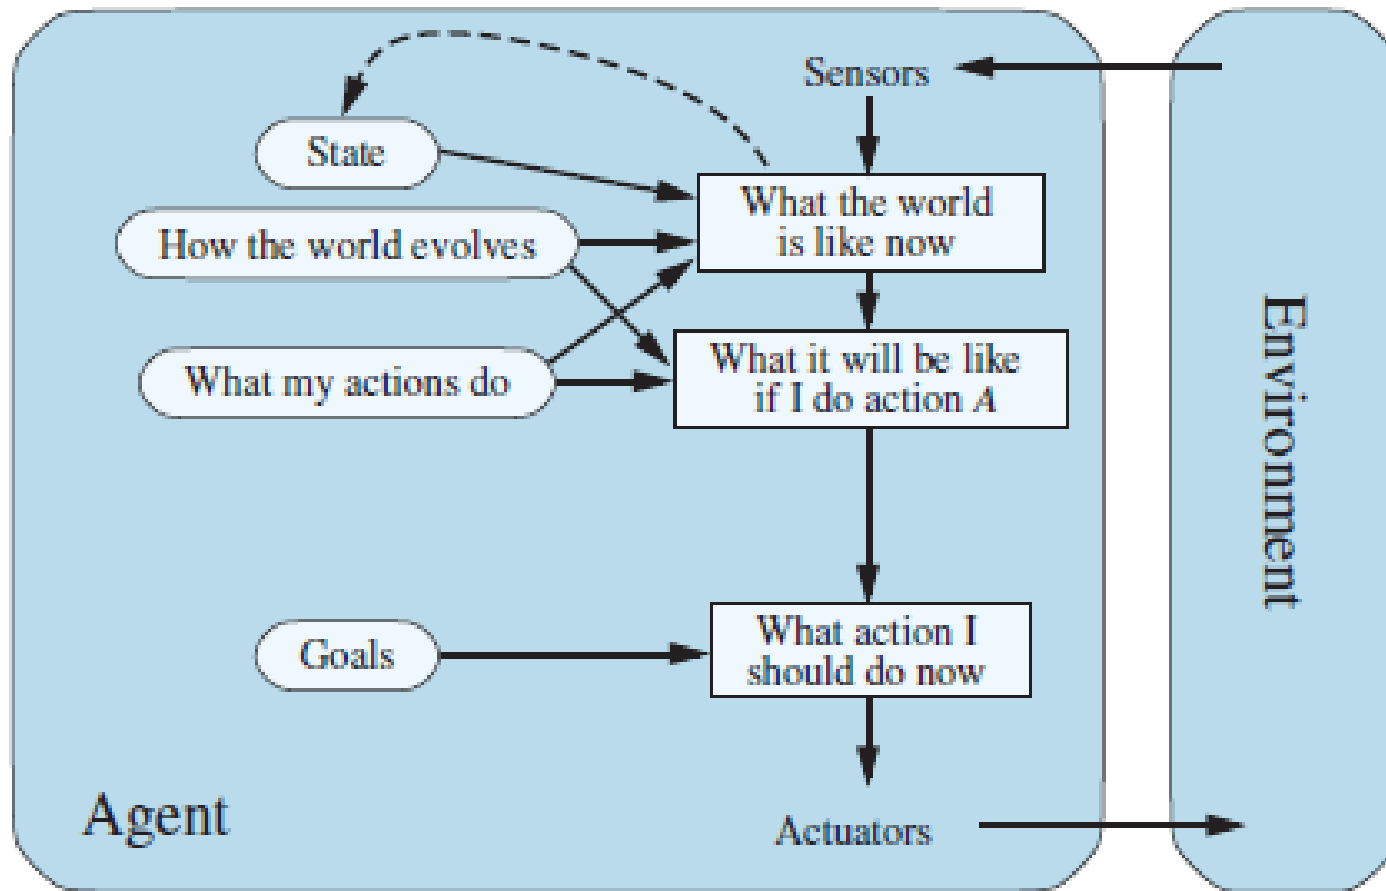 Sensors
State
What the world
is like now
How the world evolves
What my actions do
What it will be like
if I do action A
Goals
What action I
should do now
Agent
Actuators
Environment